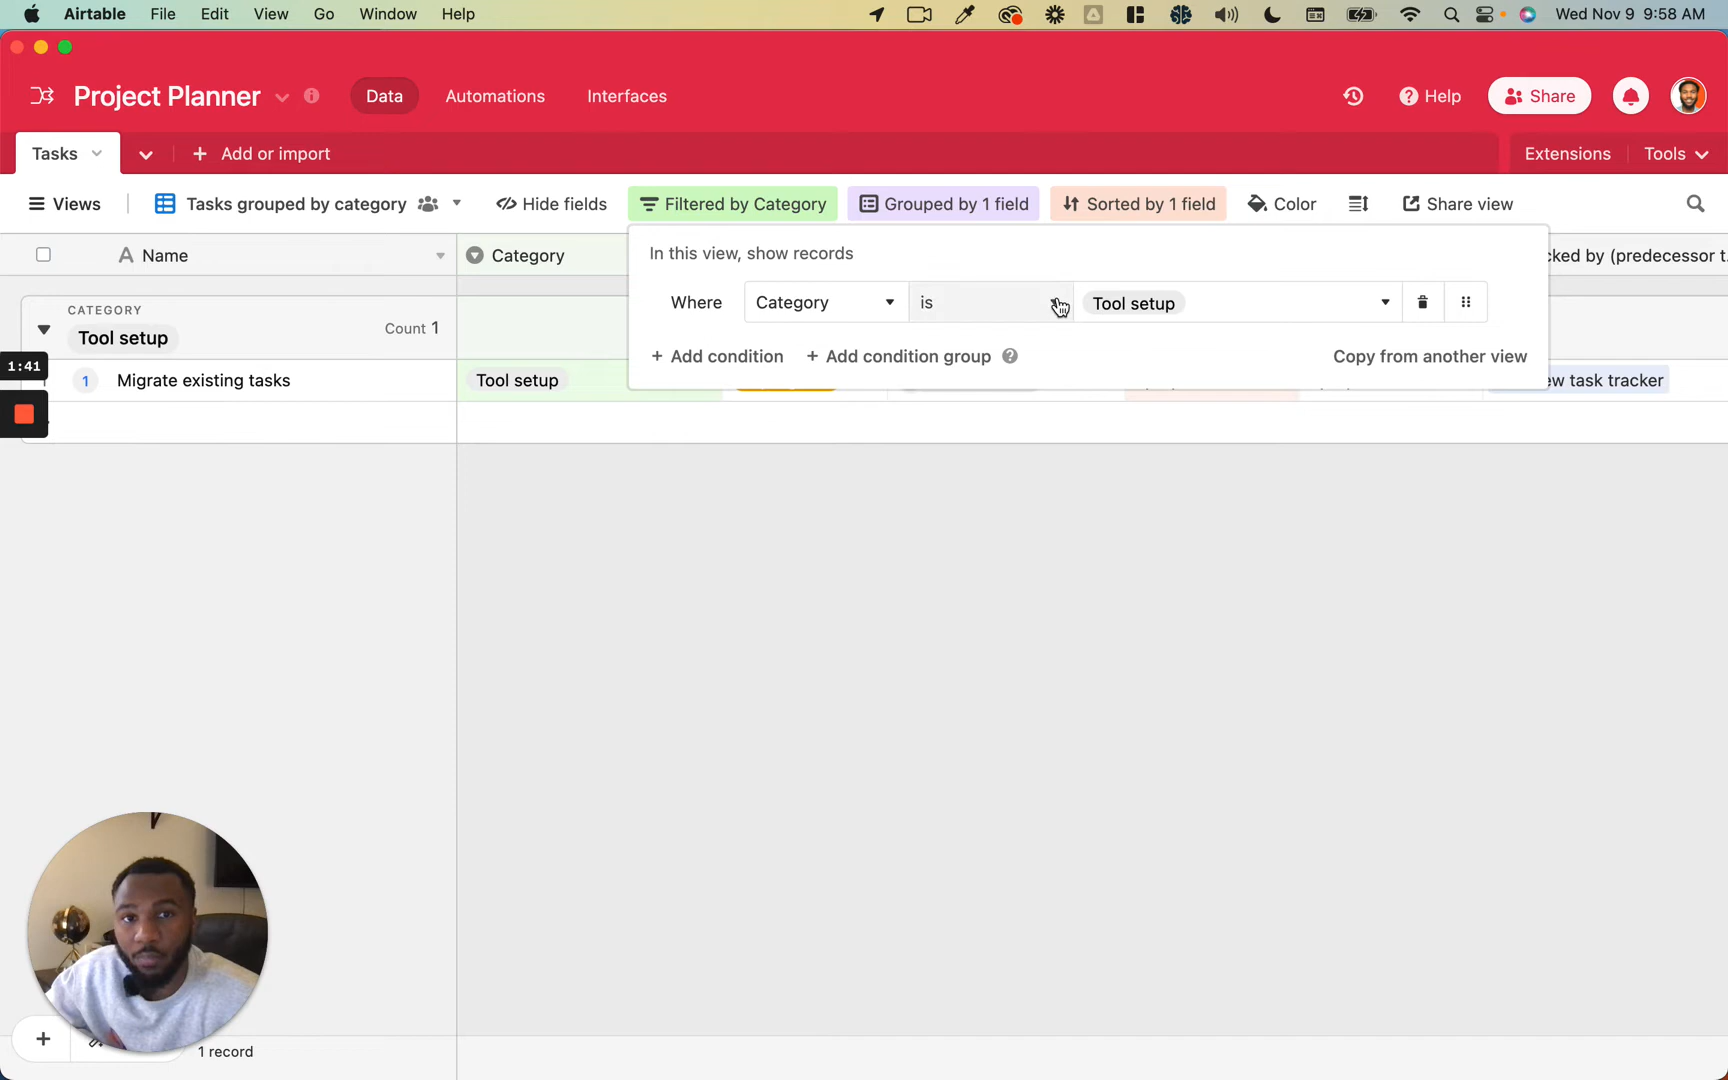 Airtable File Edit View Go Window Help Wed Nov 9 9:58 AM
Project Planner Data Automations Interfaces Help Share
Tasks + Add or import Extensions Tools
Views Tasks grouped by category Hide fields Filtered by Category Grouped by 1 field Sorted by 1 field Color Share view
A Name Category In this view, show records cked by (predecessor t.
CATEGORY
Tool setup Count 1 Where Category is Tool setup
1:41
+ Add condition + Add condition group ? Copy from another view
1 Migrate existing tasks Tool setup ew task tracker
+ 1 record